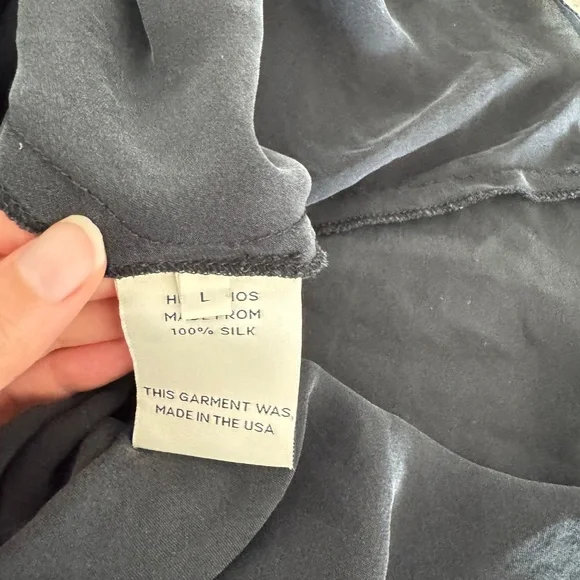 L
MADE FROM
100% SILK
THIS GARMENT WAS
MADE IN THE USA